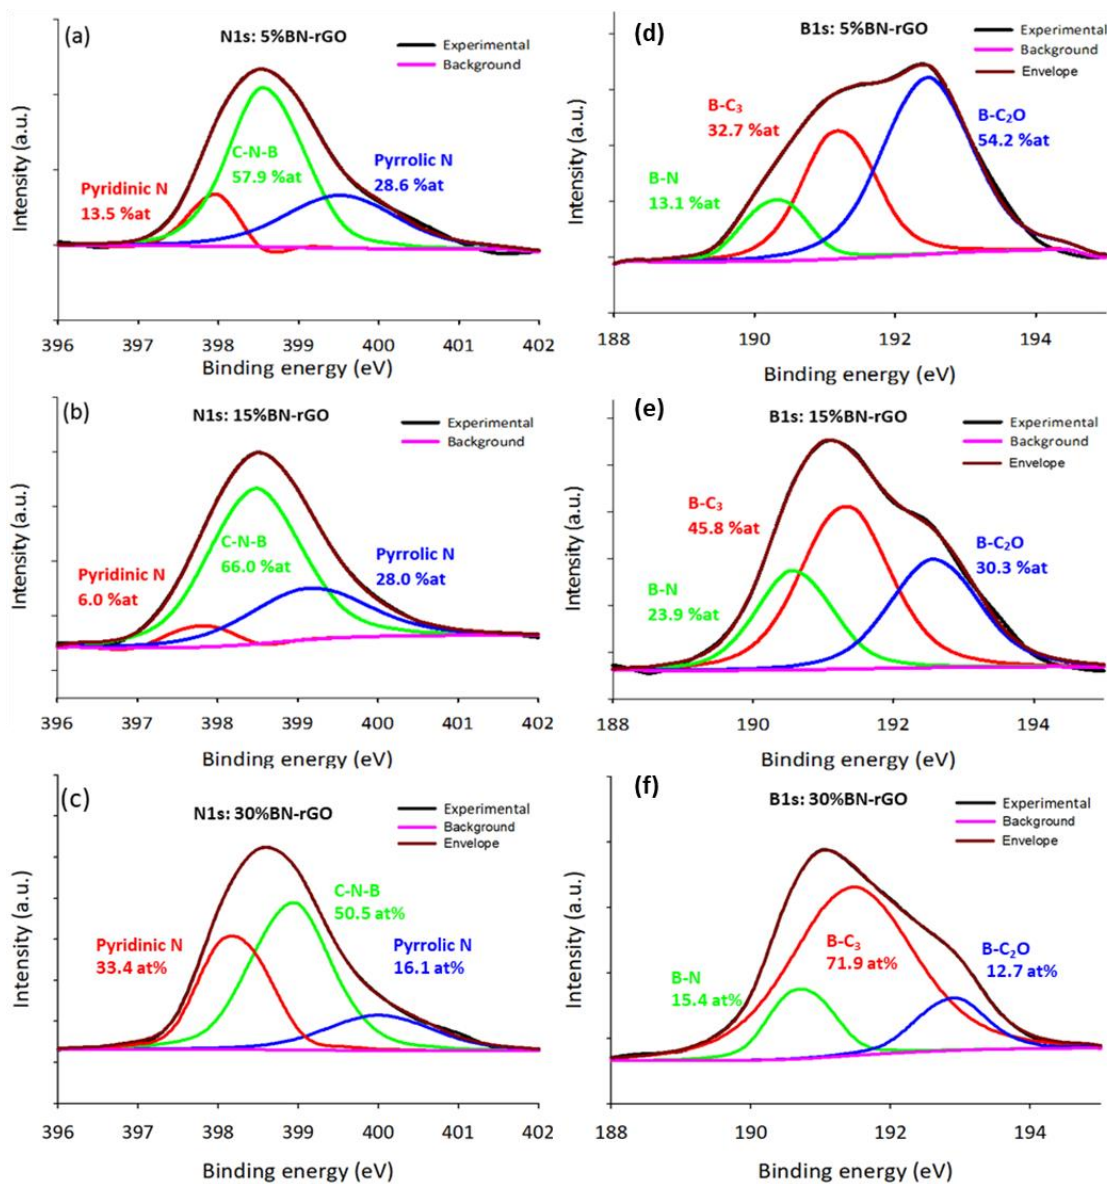 (a)
N1s: 5%BN-rGO
Experimental
Background
C-N-B
57.9 %at
Pyridinic N
13.5 %at
Pyrrolic N
28.6 %at
Intensity (a.u.)
396 397 398 399 400 401 402
Binding energy (eV)
(d)
B1s: 5%BN-rGO
Experimental
Background
Envelope
B-C₃
32.7 %at
B-C₂O
54.2 %at
B-N
13.1 %at
Intensity (a.u.)
188 190 192 194
Binding energy (eV)
(b)
N1s: 15%BN-rGO
Experimental
Background
C-N-B
66.0 %at
Pyridinic N
6.0 %at
Pyrrolic N
28.0 %at
Intensity (a.u.)
396 397 398 399 400 401 402
Binding energy (eV)
(e)
B1s: 15%BN-rGO
Experimental
Background
Envelope
B-C₃
45.8 %at
B-C₂O
30.3 %at
B-N
23.9 %at
Intensity (a.u.)
188 190 192 194
Binding energy (eV)
(c)
N1s: 30%BN-rGO
Experimental
Background
Envelope
C-N-B
50.5 at%
Pyridinic N
33.4 at%
Pyrrolic N
16.1 at%
Intensity (a.u.)
396 397 398 399 400 401 402
Binding energy (eV)
(f)
B1s: 30%BN-rGO
Experimental
Background
Envelope
B-C₃
71.9 at%
B-C₂O
12.7 at%
B-N
15.4 at%
Intensity (a.u.)
188 190 192 194
Binding energy (eV)